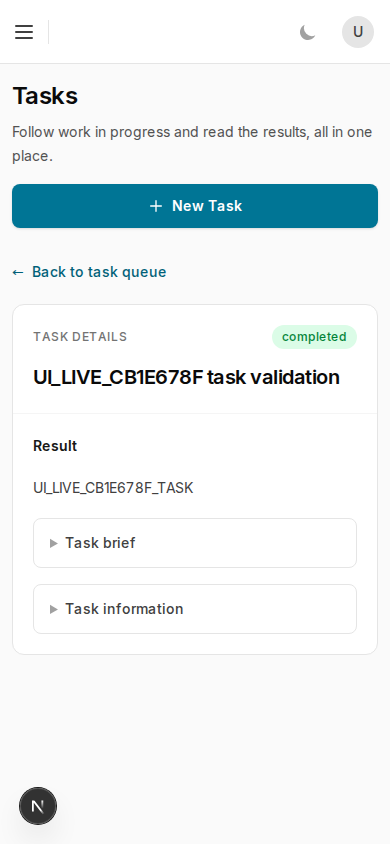 U
Tasks
Follow work in progress and read the results, all in one
place.
+ New Task
← Back to task queue
TASK DETAILS
completed
UI_LIVE_CB1E678F task validation
Result
UI_LIVE_CB1E678F_TASK
▶ Task brief
▶ Task information
N